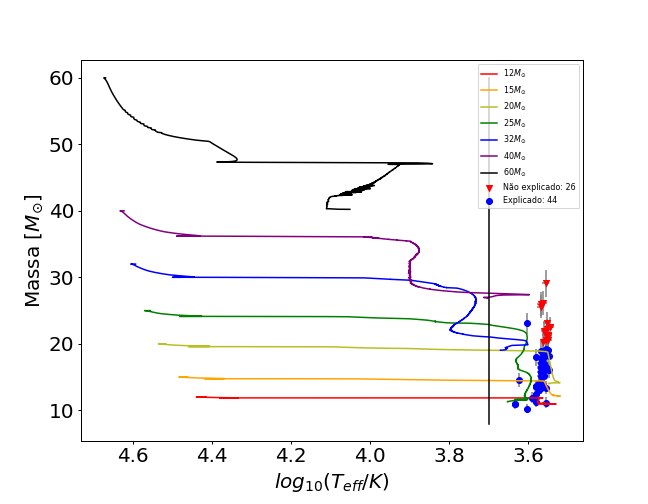 60
50
40
30
20
10
Massa [M⊙]
4.6 4.4 4.2 4.0 3.8 3.6
log10(Teff/K)
12M⊙
15M⊙
20M⊙
25M⊙
32M⊙
40M⊙
60M⊙
Não explicado: 26
Explicado: 44